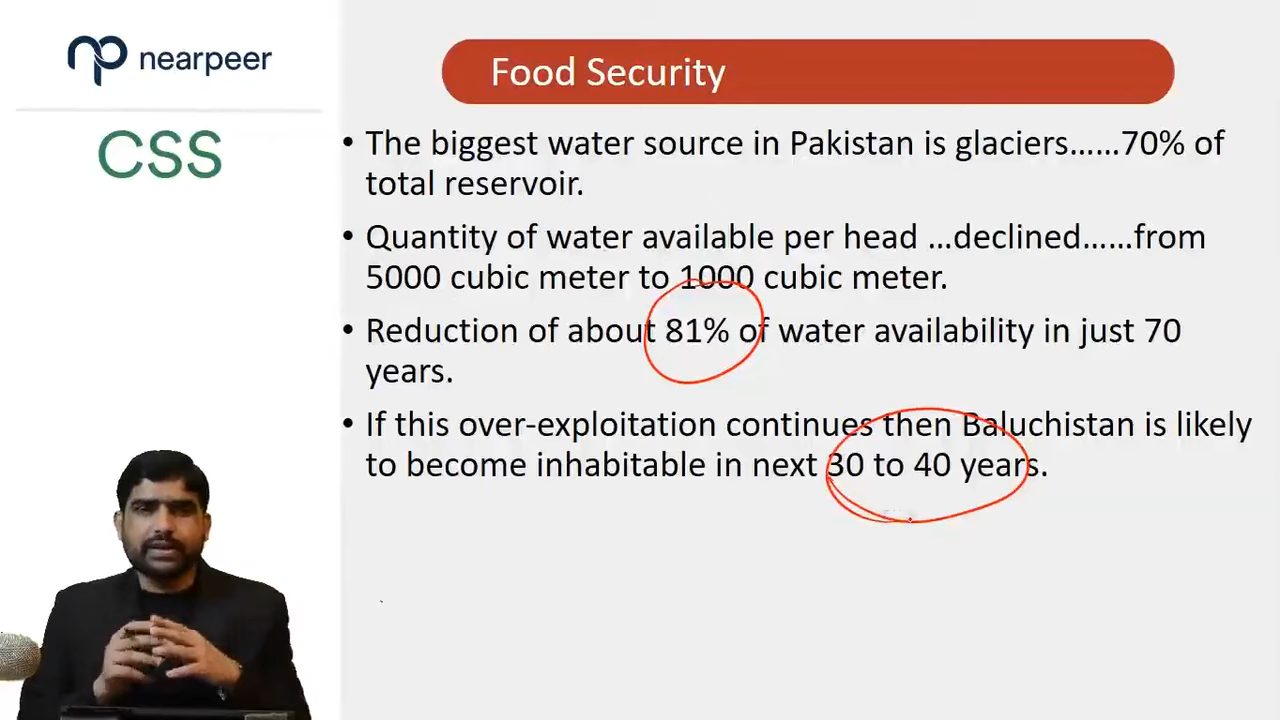 nearpeer
CSS
Food Security
• The biggest water source in Pakistan is glaciers......70% of
total reservoir.
• Quantity of water available per head ...declined......from
5000 cubic meter to 1000 cubic meter.
• Reduction of about 81% of water availability in just 70
years.
• If this over-exploitation continues then Baluchistan is likely
to become inhabitable in next 30 to 40 years.